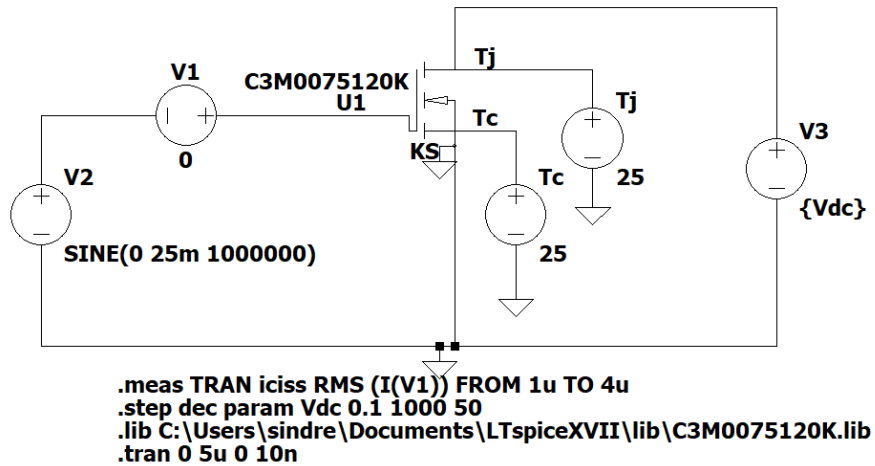 V1
C3M0075120K
U1
Tj
Tj
Tc
V3
0
KS
V2
Tc
25
{Vdc}
SINE(0 25m 1000000)
25
.meas TRAN iciss RMS (I(V1)) FROM 1u TO 4u
.step dec param Vdc 0.1 1000 50
.lib C:\Users\sindre\Documents\LTspiceXVII\lib\C3M0075120K.lib
.tran 0 5u 0 10n